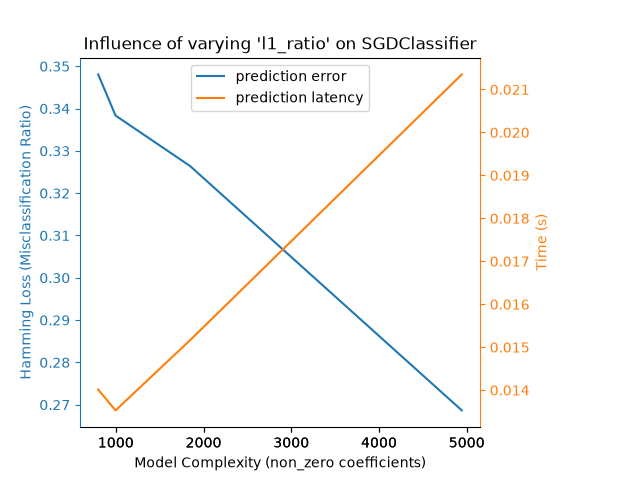 Influence of varying 'l1_ratio' on SGDClassifier
prediction error
prediction latency
Hamming Loss (Misclassification Ratio)
0.35
0.34
0.33
0.32
0.31
0.30
0.29
0.28
0.27
0.021
0.020
0.019
0.018
0.017
0.016
0.015
0.014
Time (s)
1000 2000 3000 4000 5000
Model Complexity (non_zero coefficients)